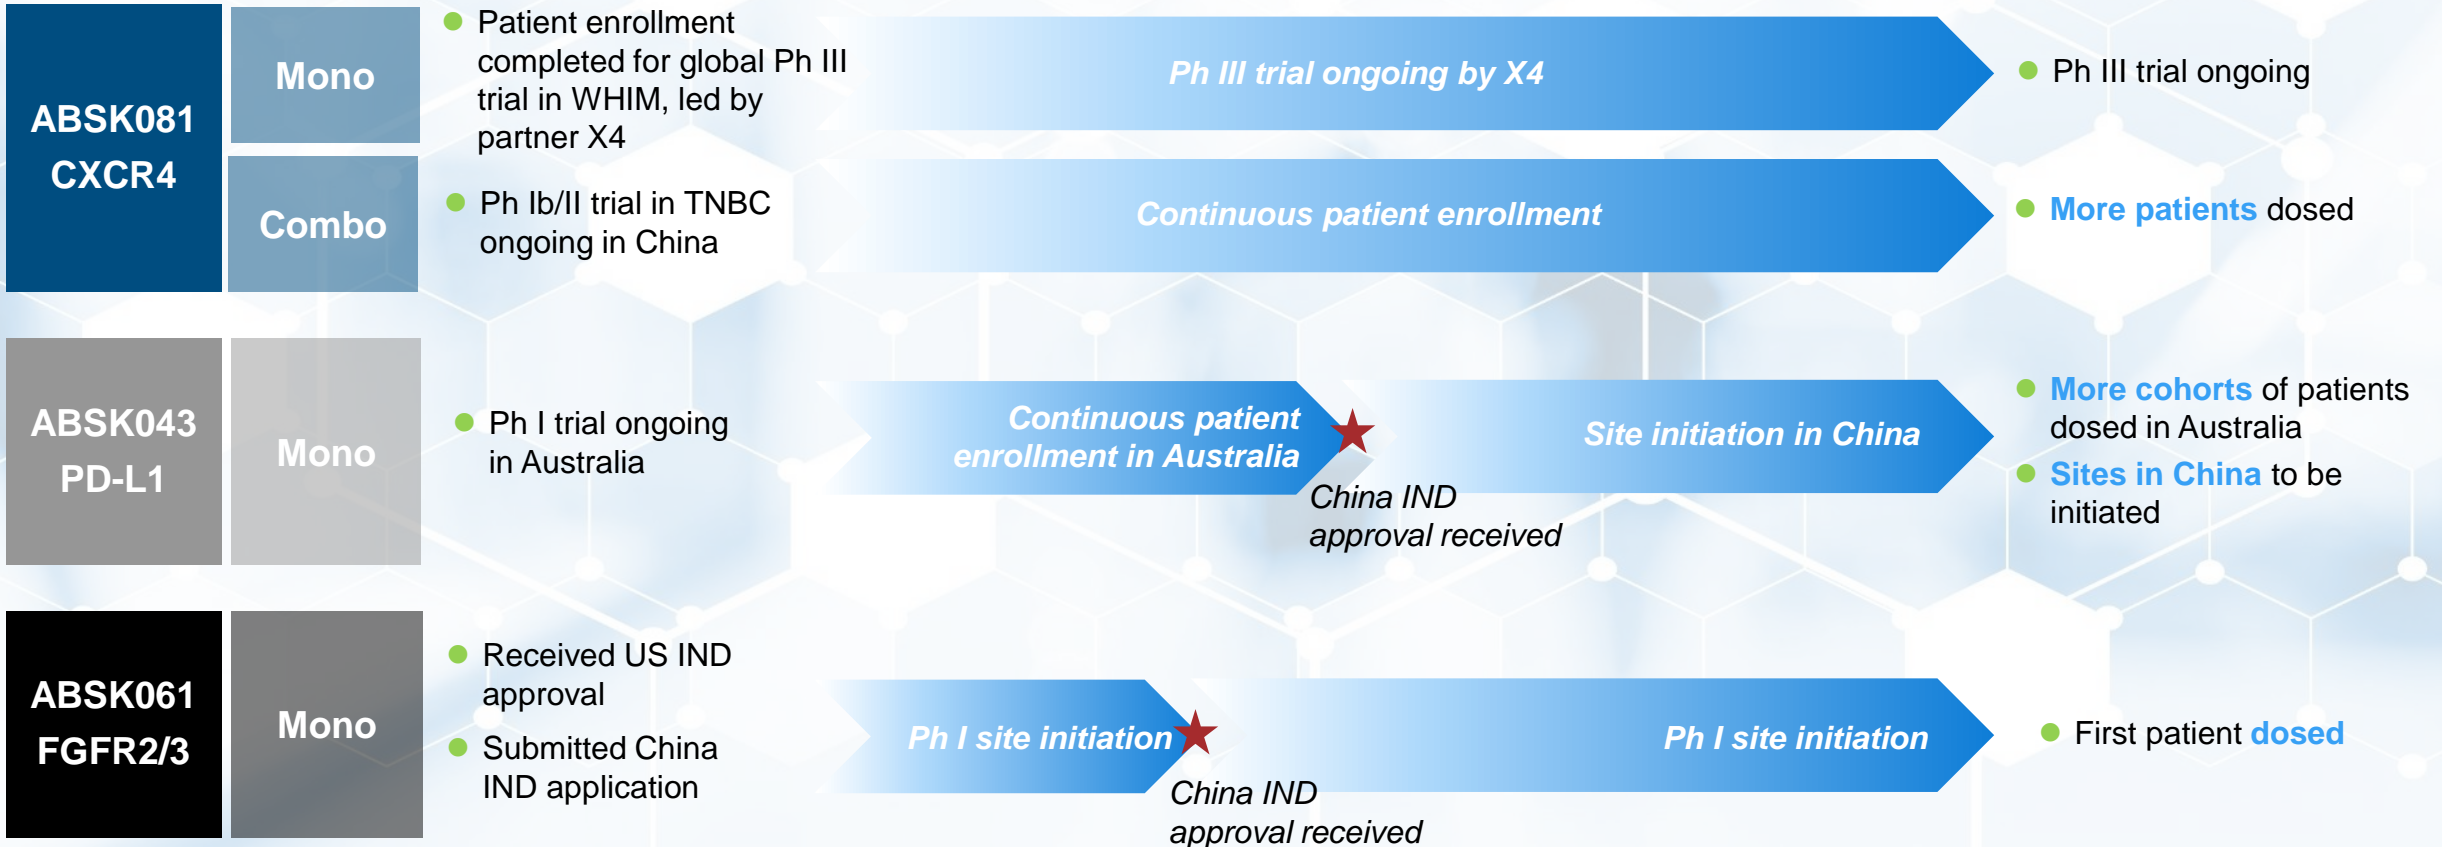 ABSK081
CXCR4
Mono
Patient enrollment
completed for global Ph III
trial in WHIM, led by
partner X4
Ph III trial ongoing by X4
Ph III trial ongoing
Combo
Ph Ib/II trial in TNBC
ongoing in China
Continuous patient enrollment
More patients dosed
ABSK043
PD-L1
Mono
Ph I trial ongoing
in Australia
Continuous patient
enrollment in Australia
China IND
approval received
Site initiation in China
More cohorts of patients
dosed in Australia
Sites in China to be
initiated
ABSK061
FGFR2/3
Mono
Received US IND
approval
Submitted China
IND application
Ph I site initiation
China IND
approval received
Ph I site initiation
First patient dosed